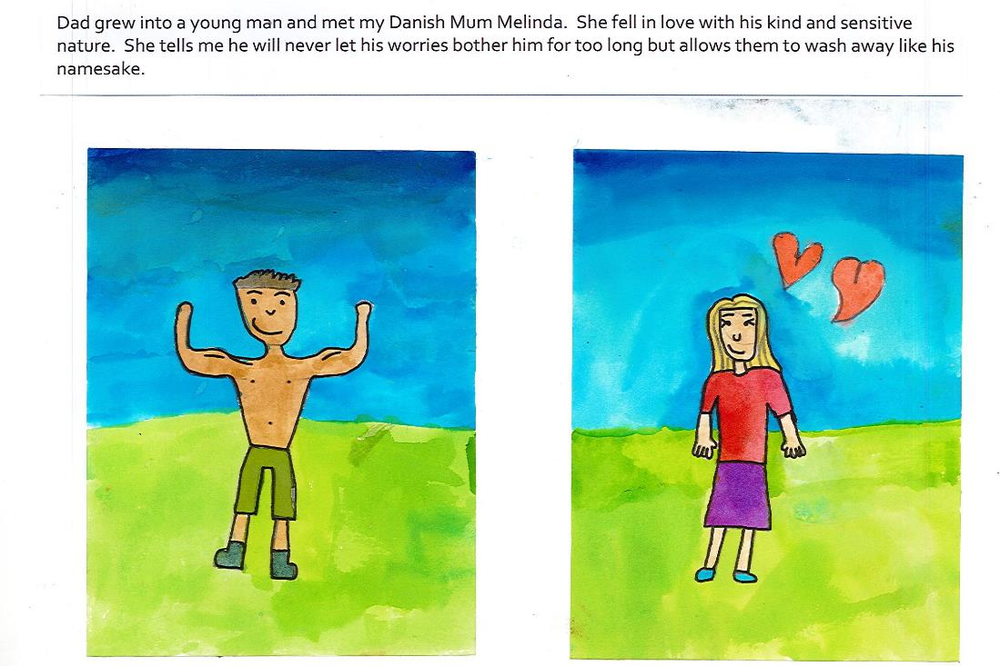 Dad grew into a young man and met my Danish Mum Melinda.  She fell in love with his kind and sensitive
nature.  She tells me he will never let his worries bother him for too long but allows them to wash away like his
namesake.